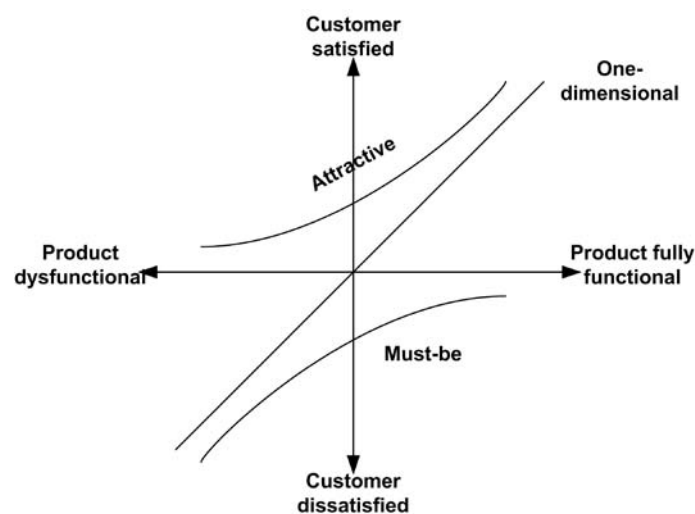 Customer
satisfied
One-
dimensional
Attractive
Product
dysfunctional
Product fully
functional
Must-be
Customer
dissatisfied